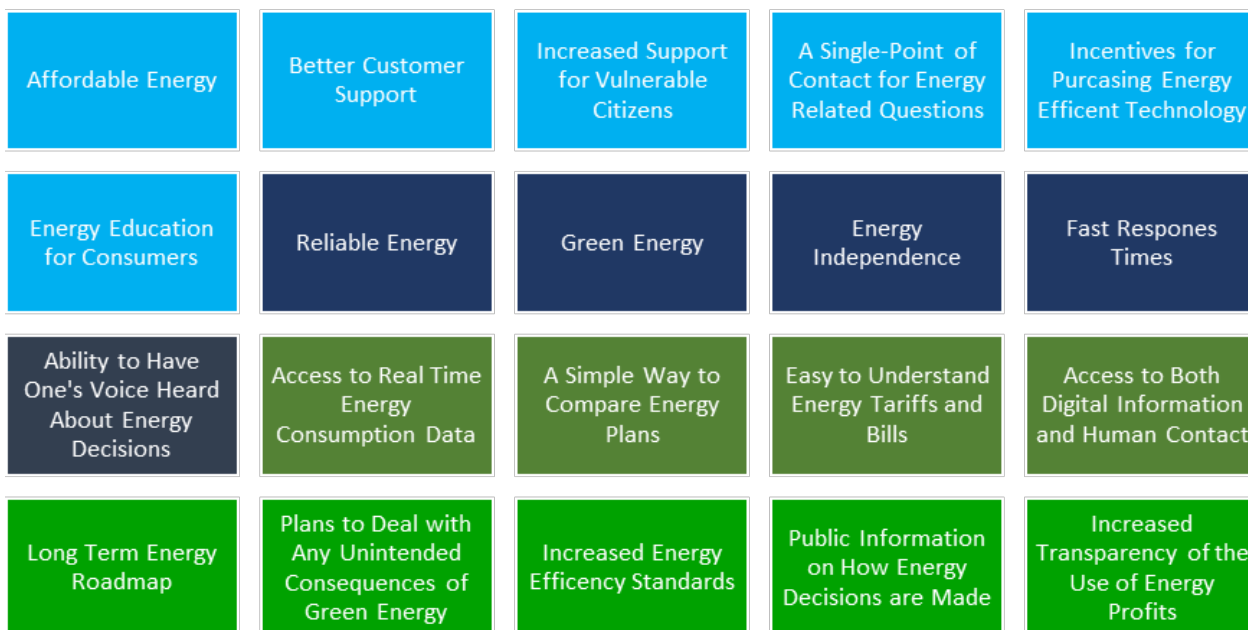 Affordable Energy
Better Customer
Support
Increased Support
for Vulnerable
Citizens
A Single-Point of
Contact for Energy
Related Questions
Incentives for
Purcasing Energy
Efficent Technology
Energy Education
for Consumers
Reliable Energy
Green Energy
Energy
Independence
Fast Respones
Times
Ability to Have
One's Voice Heard
About Energy
Decisions
Access to Real Time
Energy
Consumption Data
A Simple Way to
Compare Energy
Plans
Easy to Understand
Energy Tariffs and
Bills
Access to Both
Digital Information
and Human Contact
Long Term Energy
Roadmap
Plans to Deal with
Any Unintended
Consequences of
Green Energy
Increased Energy
Efficency Standards
Public Information
on How Energy
Decisions are Made
Increased
Transparency of the
Use of Energy
Profits